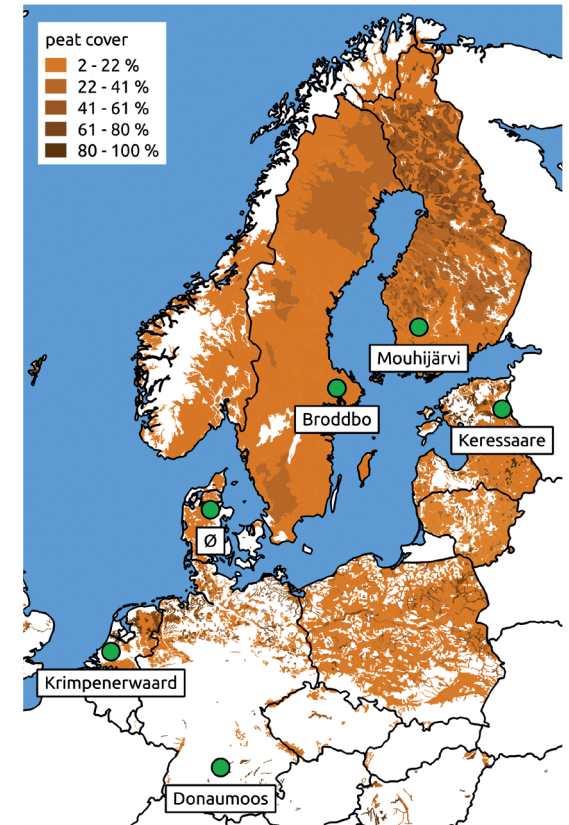 peat cover
2 - 22 %
22 - 41 %
41 - 61 %
61 - 80 %
80 - 100 %
Mouhijärvi
Broddbo
Keressaare
Ø
Krimpenerwaard
Donaumoos